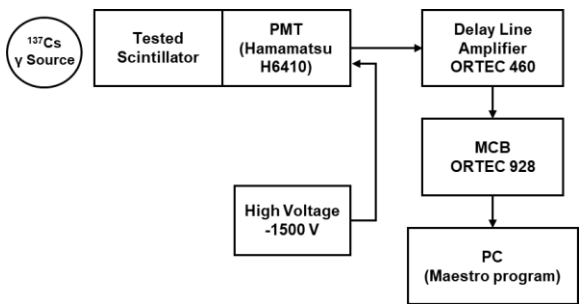 ¹³⁷Cs
γ Source
Tested
Scintillator
PMT
(Hamamatsu
H6410)
Delay Line
Amplifier
ORTEC 460
MCB
ORTEC 928
High Voltage
-1500 V
PC
(Maestro program)